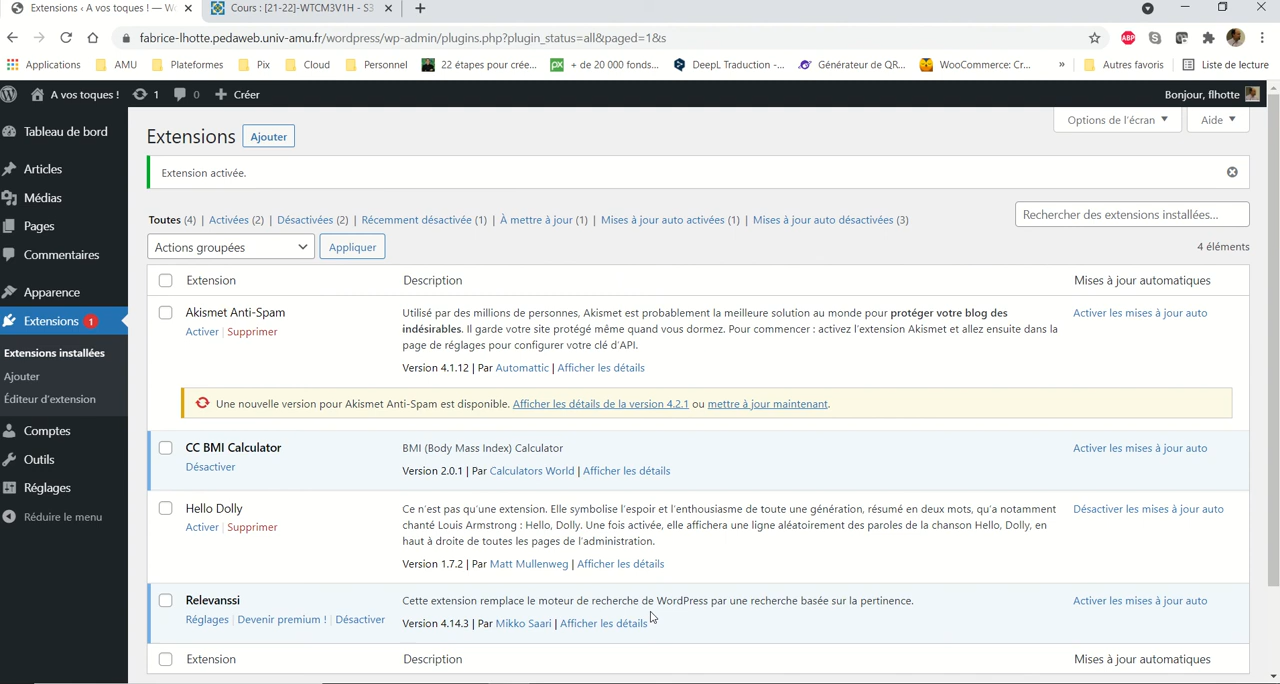 Extensions ‹ A vos toques ! — W
Cours : [21-22]-WTCM3V1H - S3
fabrice-lhotte.pedaweb.univ-amu.fr/wordpress/wp-admin/plugins.php?plugin_status=all&paged=1&s
ABP
Applications AMU Plateformes Pix Cloud Personnel 22 étapes pour crée... + de 20 000 fonds... DeepL Traduction -... Générateur de QR... WooCommerce: Cr... » Autres favoris Liste de lecture
A vos toques ! 1 0 Créer Bonjour, flhotte
Options de l'écran ▼ Aide ▼
Tableau de bord
Articles
Médias
Pages
Commentaires
Apparence
Extensions 1
Extensions installées
Ajouter
Éditeur d'extension
Comptes
Outils
Réglages
Réduire le menu
Extensions Ajouter
Extension activée.
Toutes (4) | Activées (2) | Désactivées (2) | Récemment désactivée (1) | À mettre à jour (1) | Mises à jour auto activées (1) | Mises à jour auto désactivées (3)
Rechercher des extensions installées...
Actions groupées Appliquer 4 éléments
Extension Description Mises à jour automatiques
Akismet Anti-Spam
Activer | Supprimer
Utilisé par des millions de personnes, Akismet est probablement la meilleure solution au monde pour protéger votre blog des
indésirables. Il garde votre site protégé même quand vous dormez. Pour commencer : activez l'extension Akismet et allez ensuite dans la
page de réglages pour configurer votre clé d'API.
Version 4.1.12 | Par Automattic | Afficher les détails
Activer les mises à jour auto
Une nouvelle version pour Akismet Anti-Spam est disponible. Afficher les détails de la version 4.2.1 ou mettre à jour maintenant.
CC BMI Calculator
Désactiver
BMI (Body Mass Index) Calculator
Version 2.0.1 | Par Calculators World | Afficher les détails
Activer les mises à jour auto
Hello Dolly
Activer | Supprimer
Ce n'est pas qu'une extension. Elle symbolise l'espoir et l'enthousiasme de toute une génération, résumé en deux mots, qu'a notamment
chanté Louis Armstrong : Hello, Dolly. Une fois activée, elle affichera une ligne aléatoirement des paroles de la chanson Hello, Dolly, en
haut à droite de toutes les pages de l'administration.
Version 1.7.2 | Par Matt Mullenweg | Afficher les détails
Désactiver les mises à jour auto
Relevanssi
Réglages | Devenir premium ! | Désactiver
Cette extension remplace le moteur de recherche de WordPress par une recherche basée sur la pertinence.
Version 4.14.3 | Par Mikko Saari | Afficher les détails
Activer les mises à jour auto
Extension Description Mises à jour automatiques